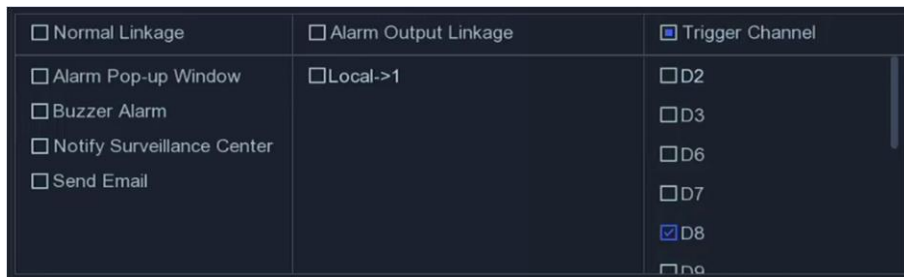 Normal Linkage
Alarm Output Linkage
Trigger Channel
Alarm Pop-up Window
Buzzer Alarm
Notify Surveillance Center
Send Email
Local->1
D2
D3
D6
D7
D8
D9